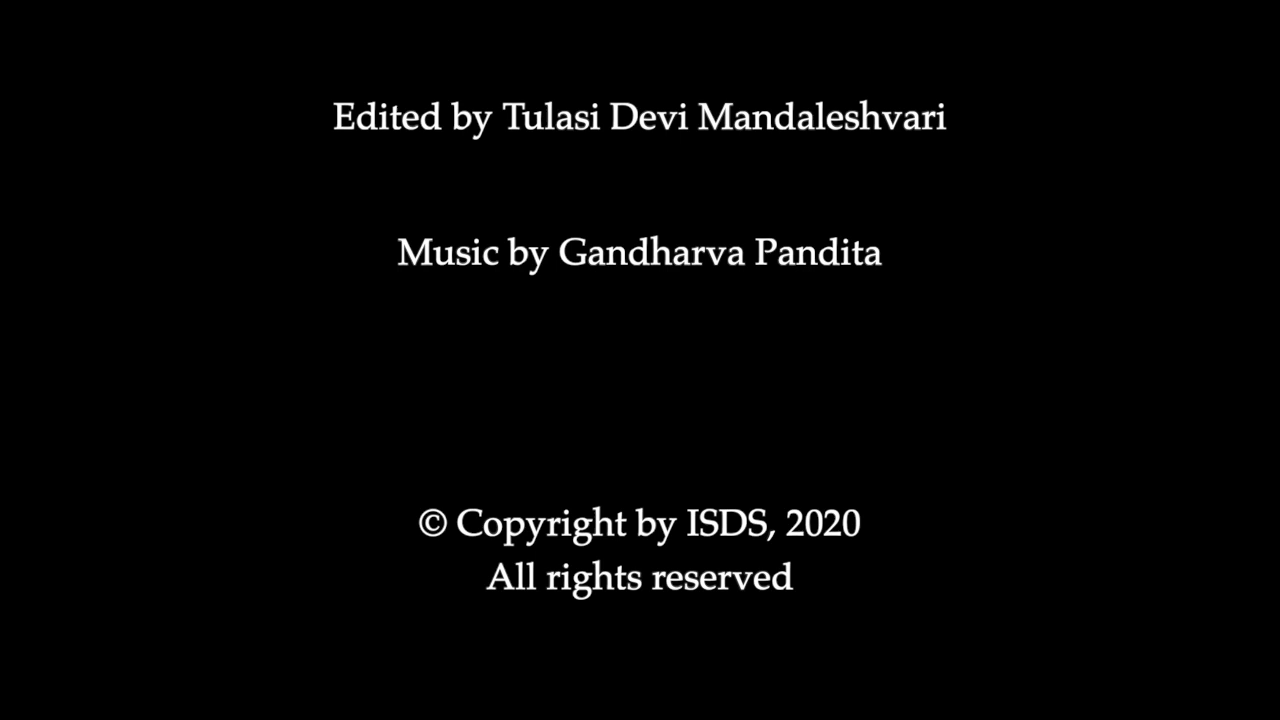 Edited by Tulasi Devi Mandaleshvari
Music by Gandharva Pandita
© Copyright by ISDS, 2020
All rights reserved